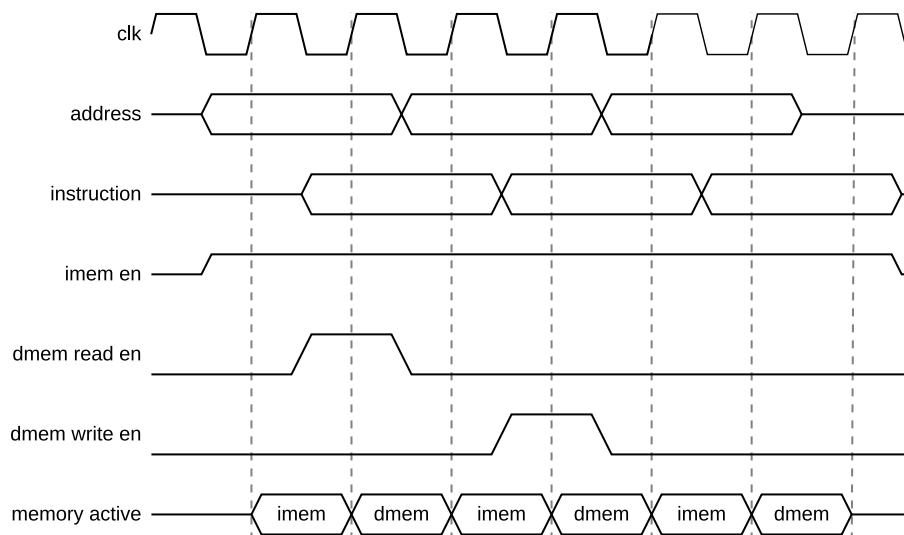 clk
address
instruction
imem en
dmem read en
dmem write en
memory active imem dmem imem dmem imem dmem